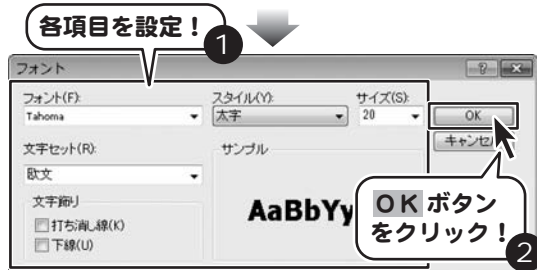 各項目を設定!
1
フォント
フォント(F):
スタイル(Y):
サイズ(S):
Tahoma
太字
20
OK
文字セット(R):
サンプル
キャンセル
欧文
文字飾り
AaBbYy
打ち消し線(K)
下線(U)
OKボタン
をクリック!
2